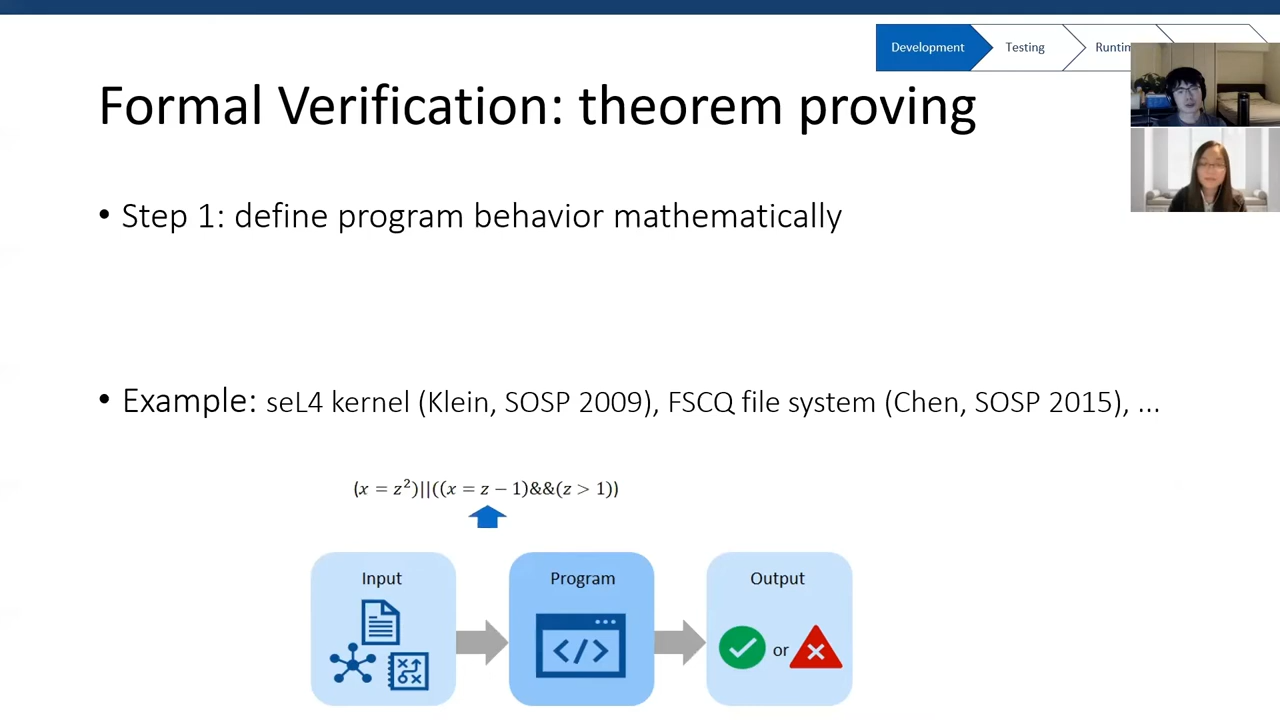 Development
Testing
Formal Verification: theorem proving
• Step 1: define program behavior mathematically
• Example: seL4 kernel (Klein, SOSP 2009), FSCQ file system (Chen, SOSP 2015), ...
(x = z²)||((x = z − 1)&&(z > 1))
Input
Program
Output
</>
or